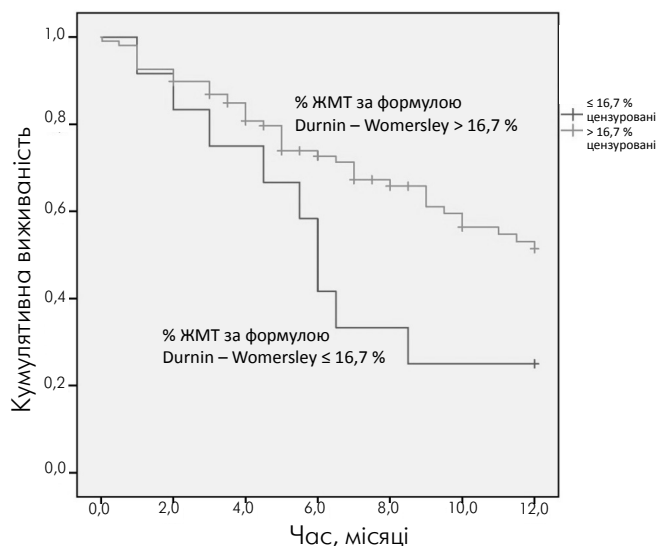 1,0
0,8
0,6
0,4
0,2
0,0
Кумулятивна виживаність
% ЖМТ за формулою
Durnin – Womersley > 16,7 %
% ЖМТ за формулою
Durnin – Womersley ≤ 16,7 %
≤ 16,7 %
цензуровані
> 16,7 %
цензуровані
0,0 2,0 4,0 6,0 8,0 10,0 12,0
Час, місяці